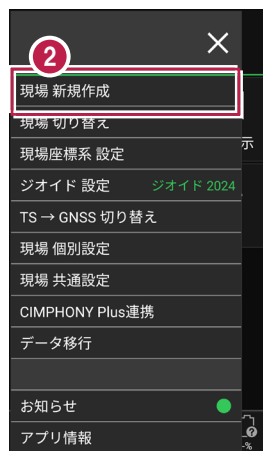 2
現場 新規作成
現場 切り替え
現場座標系 設定
示
ジオイド 設定 ジオイド 2024
TS → GNSS 切り替え
現場 個別設定
現場 共通設定
CIMPHONY Plus連携
データ移行
お知らせ
アプリ情報
-%